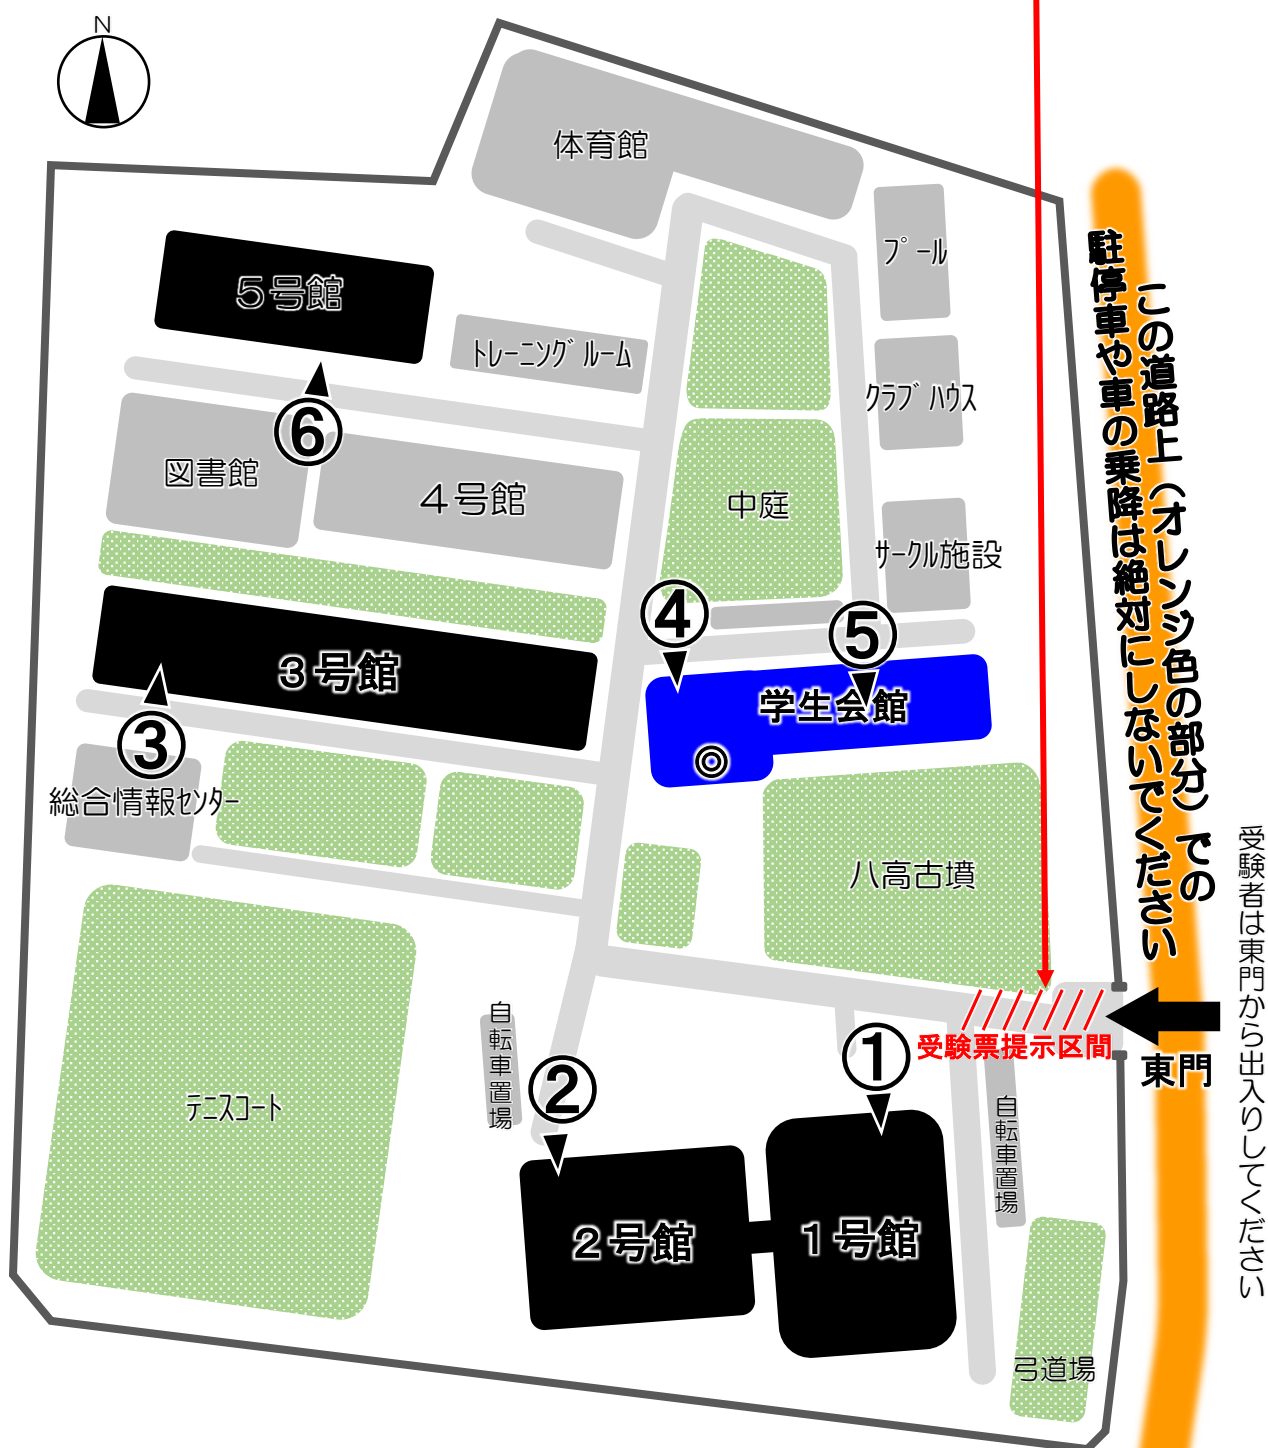 N
体育館
プール
5号館
トレーニングルーム
クラブハウス
⑥
図書館
4号館
中庭
サークル施設
この道路上（オレンジ色の部分）での
駐停車や車の乗降は絶対にしないでください
④
⑤
3号館
学生会館
◎
③
総合情報センター
八高古墳
受験者は東門から出入りしてください
自転車置場
受験票提示区間
東門
①
②
テニスコート
自転車置場
2号館
1号館
弓道場